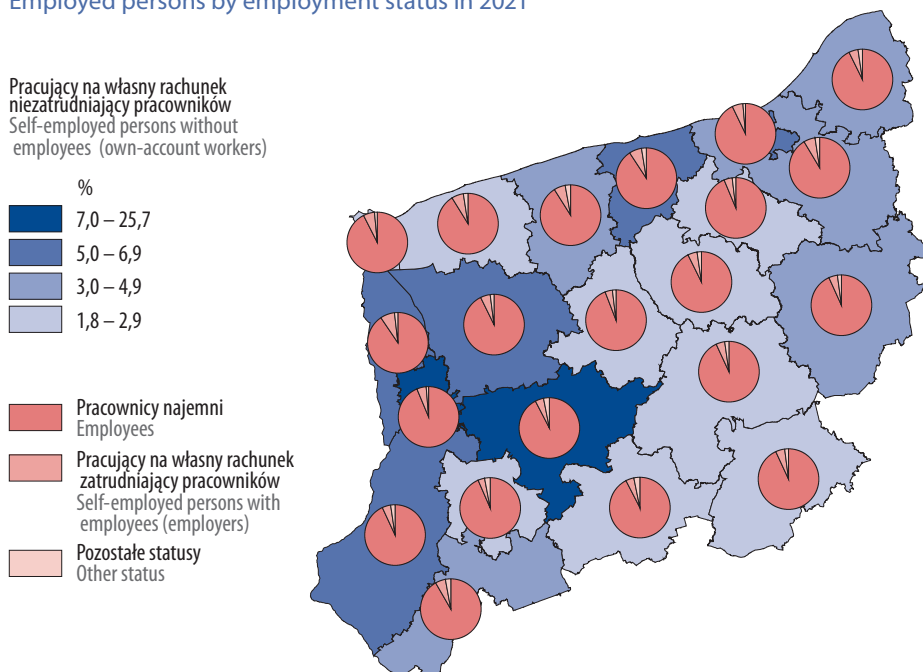 Employed persons by employment status in 2021
Pracujący na własny rachunek
niezatrudniający pracowników
Self-employed persons without
employees (own-account workers)
%
7,0 – 25,7
5,0 – 6,9
3,0 – 4,9
1,8 – 2,9
Pracownicy najemni
Employees
Pracujący na własny rachunek
zatrudniający pracowników
Self-employed persons with
employees (employers)
Pozostałe statusy
Other status